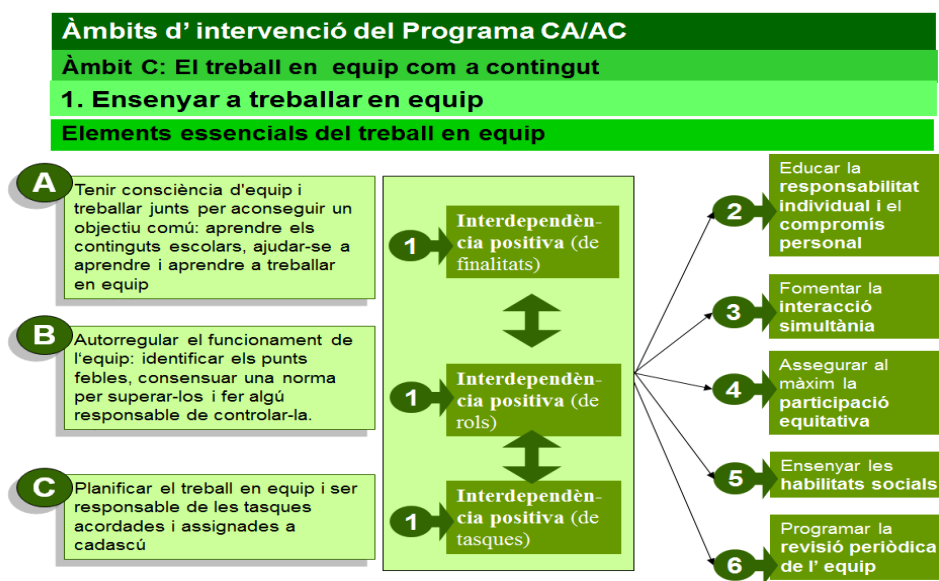 Àmbits d' intervenció del Programa CA/AC
Àmbit C: El treball en equip com a contingut
1. Ensenyar a treballar en equip
Elements essencials del treball en equip
A
Tenir consciència d'equip i
treballar junts per aconseguir un
objectiu comú: aprendre els
continguts escolars, ajudar-se a
aprendre i aprendre a treballar
en equip
B
Autorregular el funcionament de
l'equip: identificar els punts
febles, consensuar una norma
per superar-los i fer algú
responsable de controlar-la.
C
Planificar el treball en equip i ser
responsable de les tasques
acordades i assignades a
cadascú
1
Interdependèn-
cia positiva (de
finalitats)
1
Interdependèn-
cia positiva (de
rols)
1
Interdependèn-
cia positiva (de
tasques)
2
Educar la
responsabilitat
individual i el
compromís
personal
3
Fomentar la
interacció
simultània
4
Assegurar al
màxim la
participació
equitativa
5
Ensenyar les
habilitats socials
6
Programar la
revisió periòdica
de l' equip